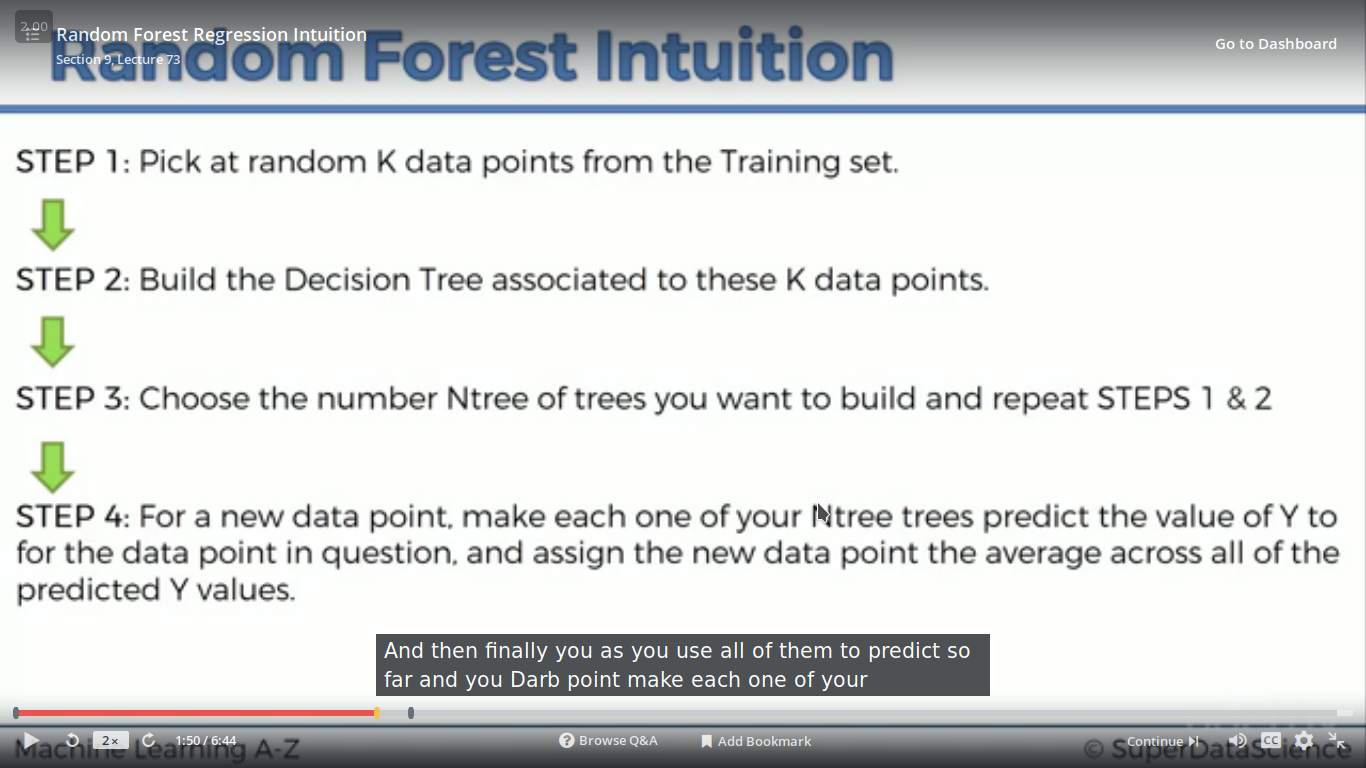 2.00
Random Forest Regression Intuition
Go to Dashboard
Section 9, Lecture 73
Random Forest Intuition
STEP 1: Pick at random K data points from the Training set.
STEP 2: Build the Decision Tree associated to these K data points.
STEP 3: Choose the number Ntree of trees you want to build and repeat STEPS 1 & 2
STEP 4: For a new data point, make each one of your Ntree trees predict the value of Y to
for the data point in question, and assign the new data point the average across all of the
predicted Y values.
And then finally you as you use all of them to predict so
far and you Darb point make each one of your
2× 1:50 / 6:44 Browse Q&A Add Bookmark Continue CC
Machine Learning A-Z © SuperDataScience